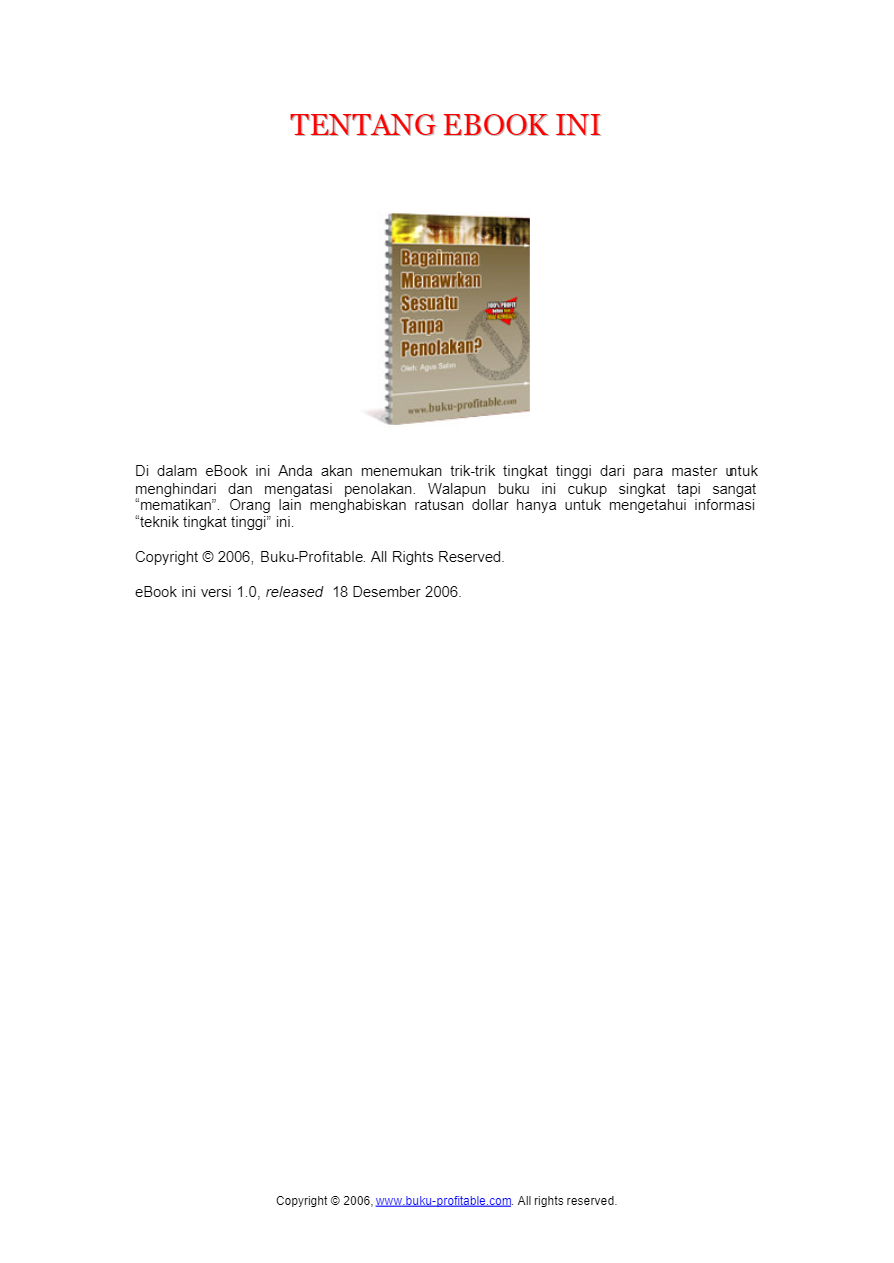 TENTANG EBOOK INI
Bagaimana
Menawrkan
Sesuatu
Tanpa
Penolakan?
100% PROFIT
Oleh: Agus Salim
www.buku-profitable.com
Di dalam eBook ini Anda akan menemukan trik-trik tingkat tinggi dari para master untuk
menghindari dan mengatasi penolakan. Walapun buku ini cukup singkat tapi sangat
“mematikan”. Orang lain menghabiskan ratusan dollar hanya untuk mengetahui informasi
“teknik tingkat tinggi” ini.
Copyright © 2006, Buku-Profitable. All Rights Reserved.
eBook ini versi 1.0, released 18 Desember 2006.
Copyright © 2006, www.buku-profitable.com. All rights reserved.